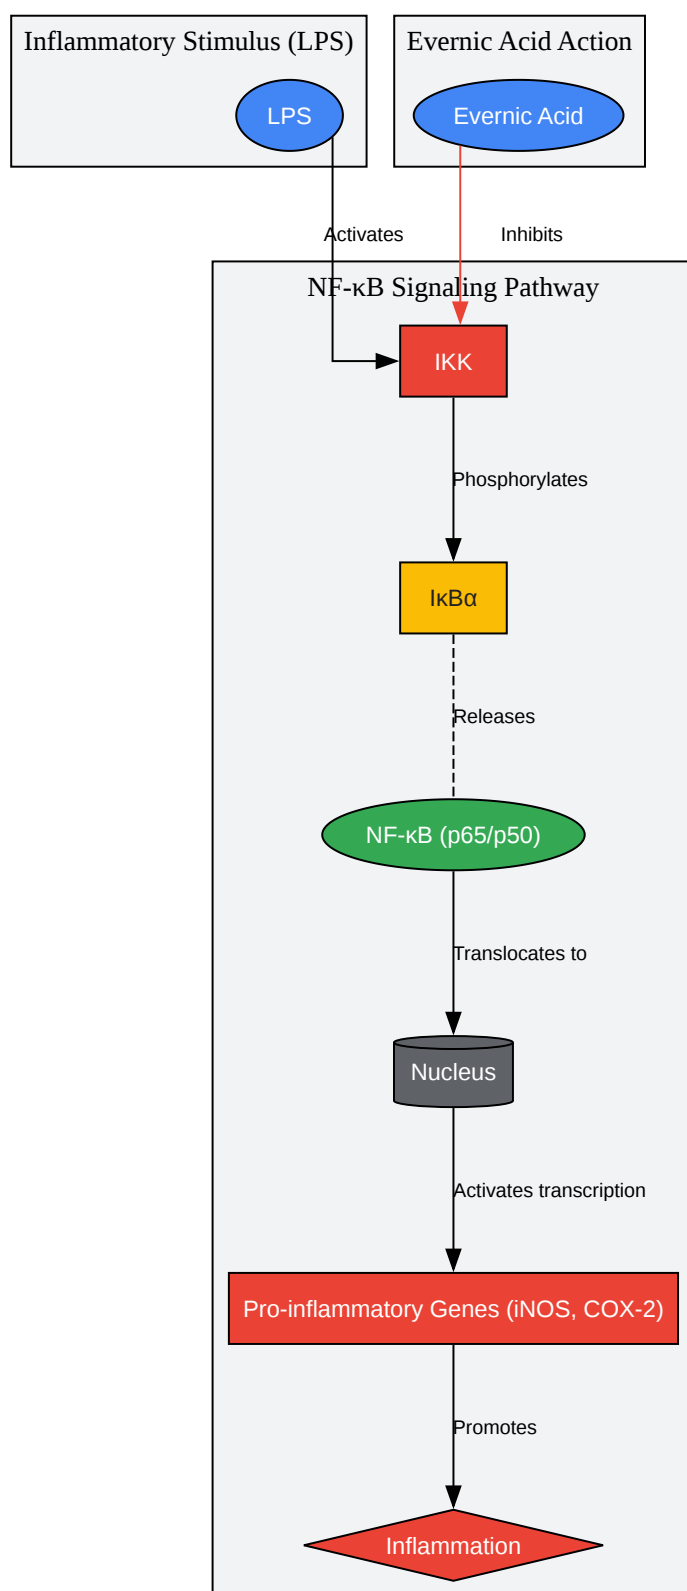 Inflammatory Stimulus (LPS)
Evernic Acid Action
LPS
Evernic Acid
Activates
Inhibits
NF-κB Signaling Pathway
IKK
Phosphorylates
IκBα
Releases
NF-κB (p65/p50)
Translocates to
Nucleus
Activates transcription
Pro-inflammatory Genes (iNOS, COX-2)
Promotes
Inflammation